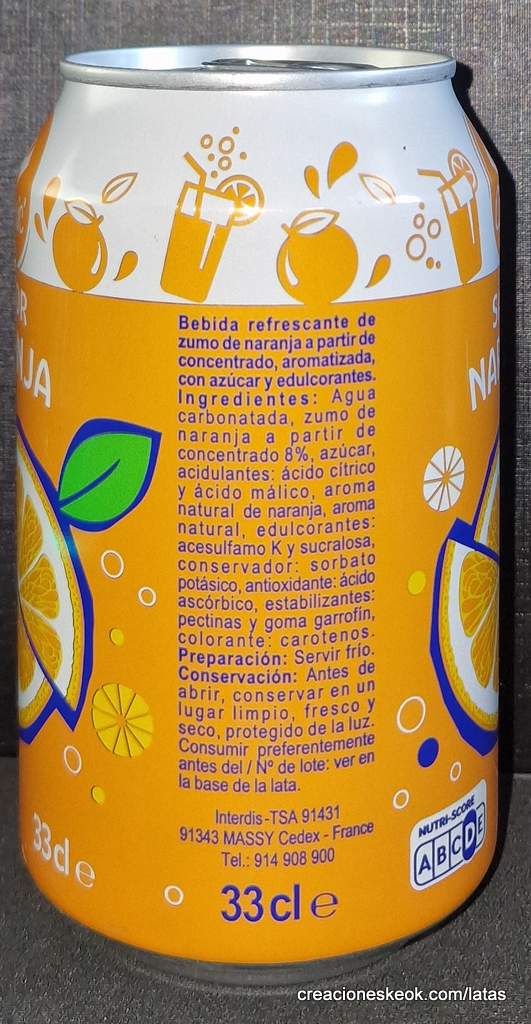 Bebida refrescante de
zumo de naranja a partir de
concentrado, aromatizada,
con azúcar y edulcorantes.
Ingredientes: Agua
carbonatada, zumo de
naranja a partir de
concentrado 8%, azúcar,
acidulantes: ácido cítrico
y ácido málico, aroma
natural de naranja, aroma
natural, edulcorantes:
acesulfamo K y sucralosa,
conservador: sorbato
potásico, antioxidante: ácido
ascórbico, estabilizantes:
pectinas y goma garrofín,
colorante: carotenos.
Preparación: Servir frío.
Conservación: Antes de
abrir, conservar en un
lugar limpio, fresco y
seco, protegido de la luz.
Consumir preferentemente
antes del / Nº de lote: ver en
la base de la lata.
Interdis-TSA 91431
91343 MASSY Cedex - France
Tel.: 914 908 900
33 cl e
33 cl e
NUTRI-SCORE
A B C D E
creacioneskeok.com/latas